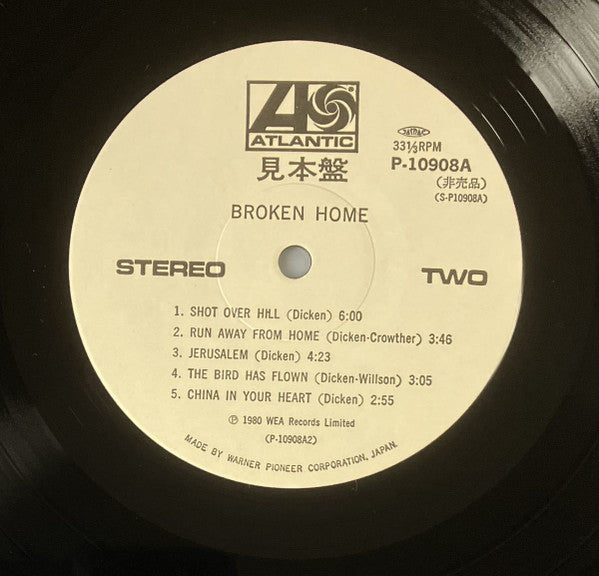 ATLANTIC
見本盤
JASRAC
33⅓RPM
P-10908A
(非売品)
(S-P10908A)
BROKEN HOME
STEREO
TWO
1. SHOT OVER HILL (Dicken) 6:00
2. RUN AWAY FROM HOME (Dicken-Crowther) 3:46
3. JERUSALEM (Dicken) 4:23
4. THE BIRD HAS FLOWN (Dicken-Willson) 3:05
5. CHINA IN YOUR HEART (Dicken) 2:55
℗ 1980 WEA Records Limited
(P-10908A2)
MADE BY WARNER PIONEER CORPORATION, JAPAN.